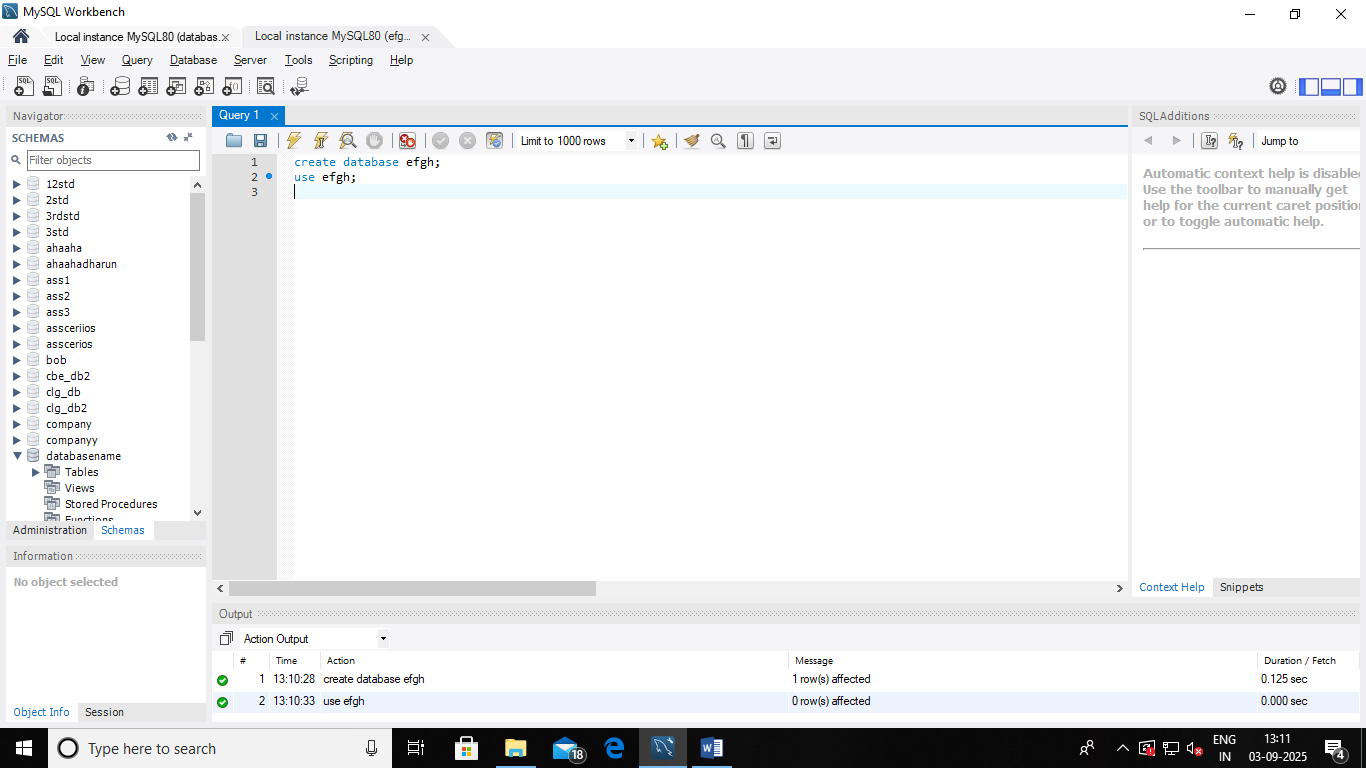 MySQL Workbench
Local instance MySQL80 (databas... Local instance MySQL80 (efg...
File Edit View Query Database Server Tools Scripting Help
Navigator
SCHEMAS
Filter objects
12std
2std
3rdstd
3std
ahaaha
ahaahadharun
ass1
ass2
ass3
assceriios
asscerios
bob
cbe_db2
clg_db
clg_db2
company
companyy
databasename
Tables
Views
Stored Procedures
Functions
Administration Schemas
Information
No object selected
Object Info Session
Query 1
Limit to 1000 rows
1 create database efgh;
2 use efgh;
3
SQLAdditions
Jump to
Automatic context help is disabled
Use the toolbar to manually get
help for the current caret position
or to toggle automatic help.
Context Help Snippets
Output
Action Output
# Time Action Message Duration / Fetch
1 13:10:28 create database efgh 1 row(s) affected 0.125 sec
2 13:10:33 use efgh 0 row(s) affected 0.000 sec
Type here to search
18
ENG
IN
13:11
03-09-2025
4